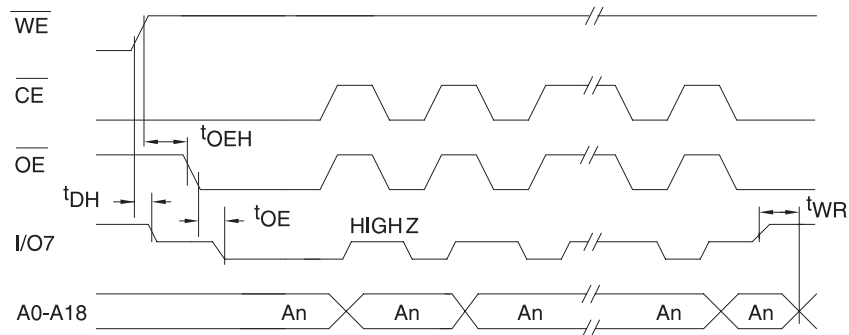 WE
CE
tOEH
OE
tDH
tOE
HIGH Z
tWR
I/O7
A0-A18
An An An An An